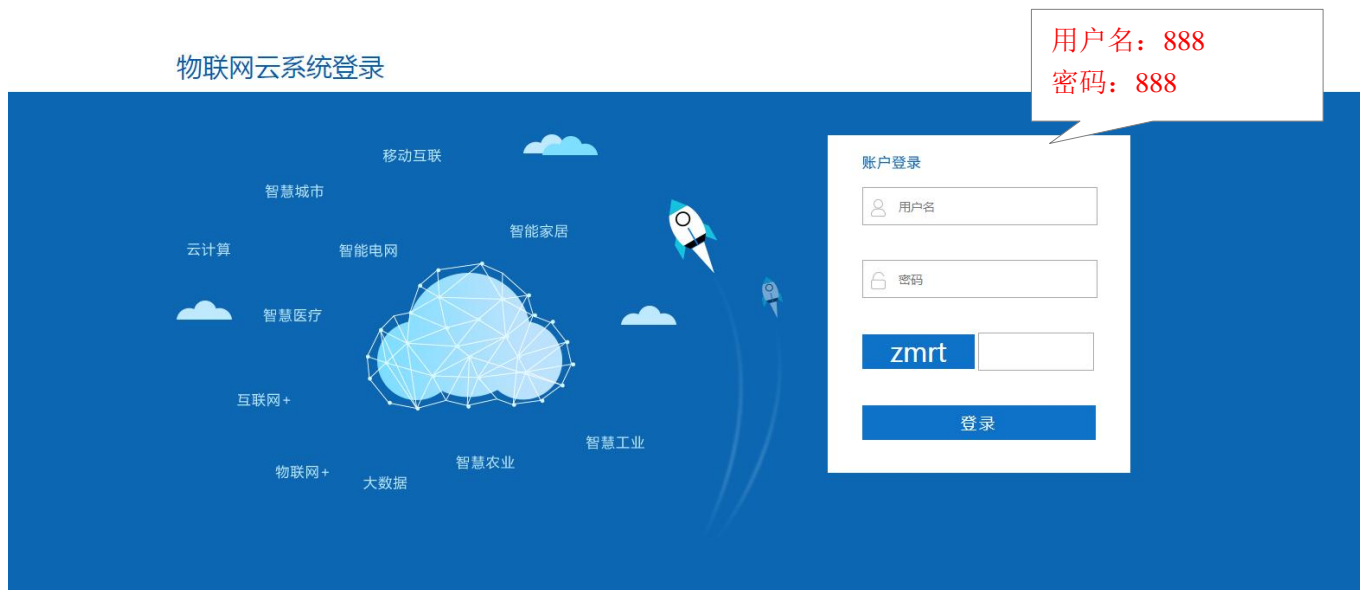 用户名：888
密码：888
物联网云系统登录
移动互联
智慧城市
智能家居
云计算
智能电网
智慧医疗
互联网+
智慧工业
智慧农业
物联网+
大数据
账户登录
用户名
密码
zmrt
登录